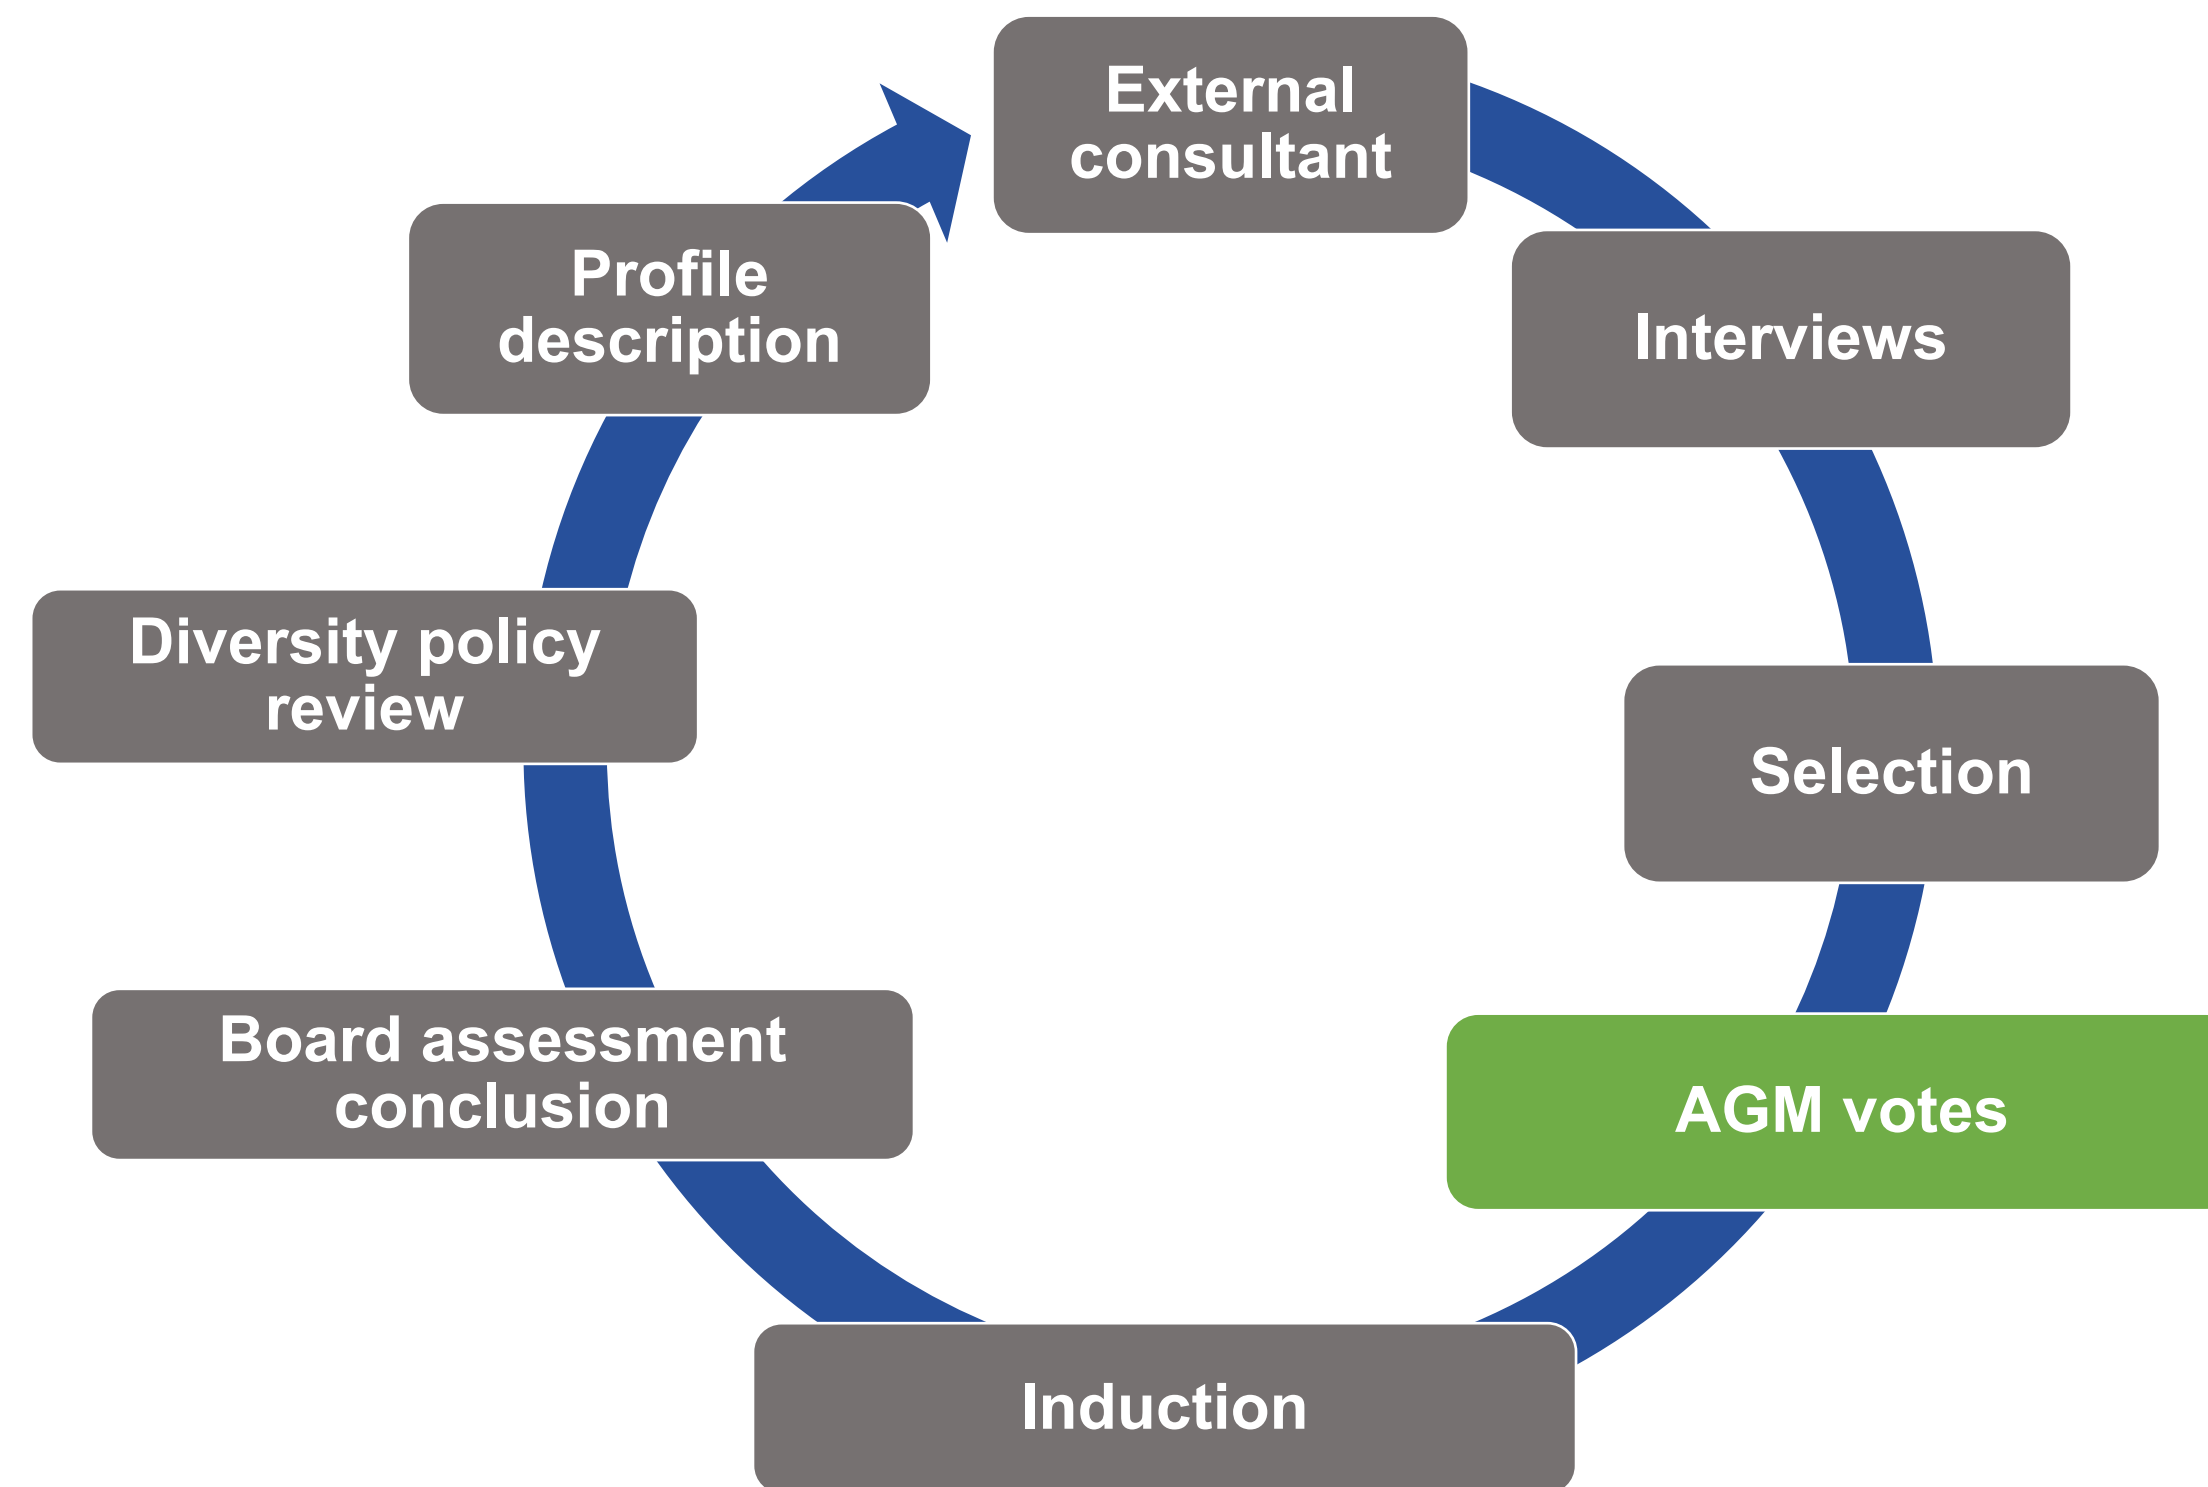 External
consultant
Interviews
Selection
AGM votes
Induction
Board assessment
conclusion
Diversity policy
review
Profile
description